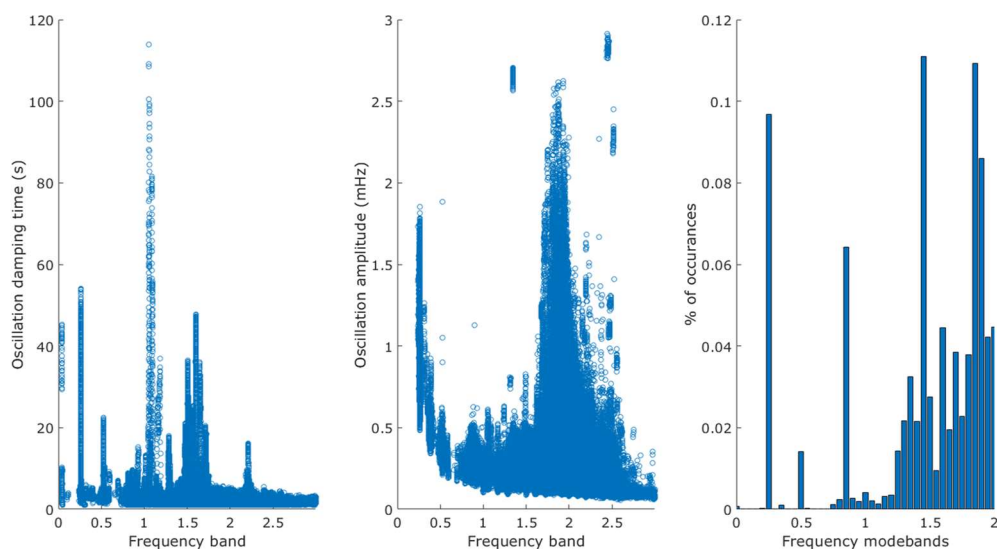 Oscillation damping time (s)
120
100
80
60
40
20
0
0 0.5 1 1.5 2 2.5
Frequency band
Oscillation amplitude (mHz)
3
2.5
2
1.5
1
0.5
0
0 0.5 1 1.5 2 2.5
Frequency band
% of occurances
0.12
0.1
0.08
0.06
0.04
0.02
0
0 0.5 1 1.5 2
Frequency modebands